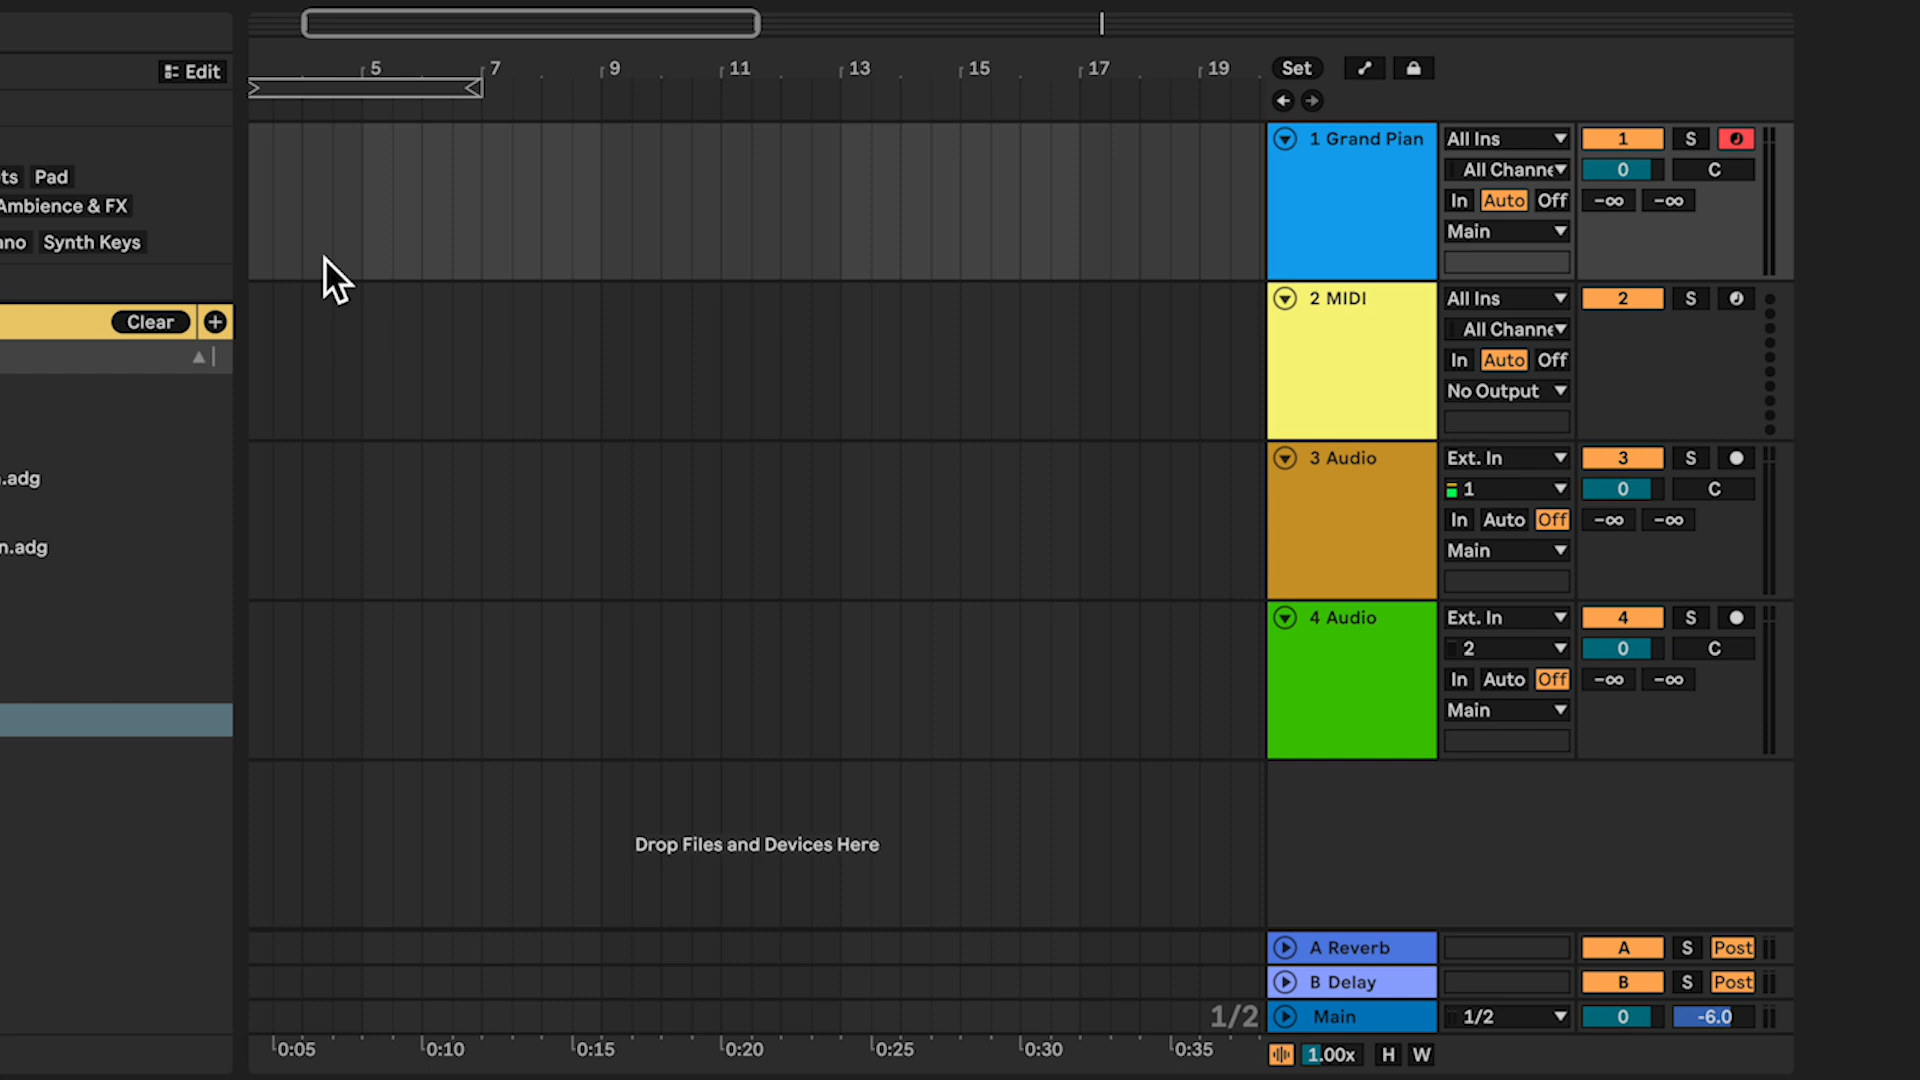 Edit
5 7 9 11 13 15 17 19
Set
ts Pad
Ambience & FX
ano Synth Keys
Clear
.adg
n.adg
1 Grand Pian All Ins 1 S
All Channe 0 C
In Auto Off -∞ -∞
Main
2 MIDI All Ins 2 S
All Channe
In Auto Off
No Output
3 Audio Ext. In 3 S
1 0 C
In Auto Off -∞ -∞
Main
4 Audio Ext. In 4 S
2 0 C
In Auto Off -∞ -∞
Main
Drop Files and Devices Here
A Reverb A S Post
B Delay B S Post
1/2 Main 1/2 0 -6.0
0:05 0:10 0:15 0:20 0:25 0:30 0:35 1.00x H W